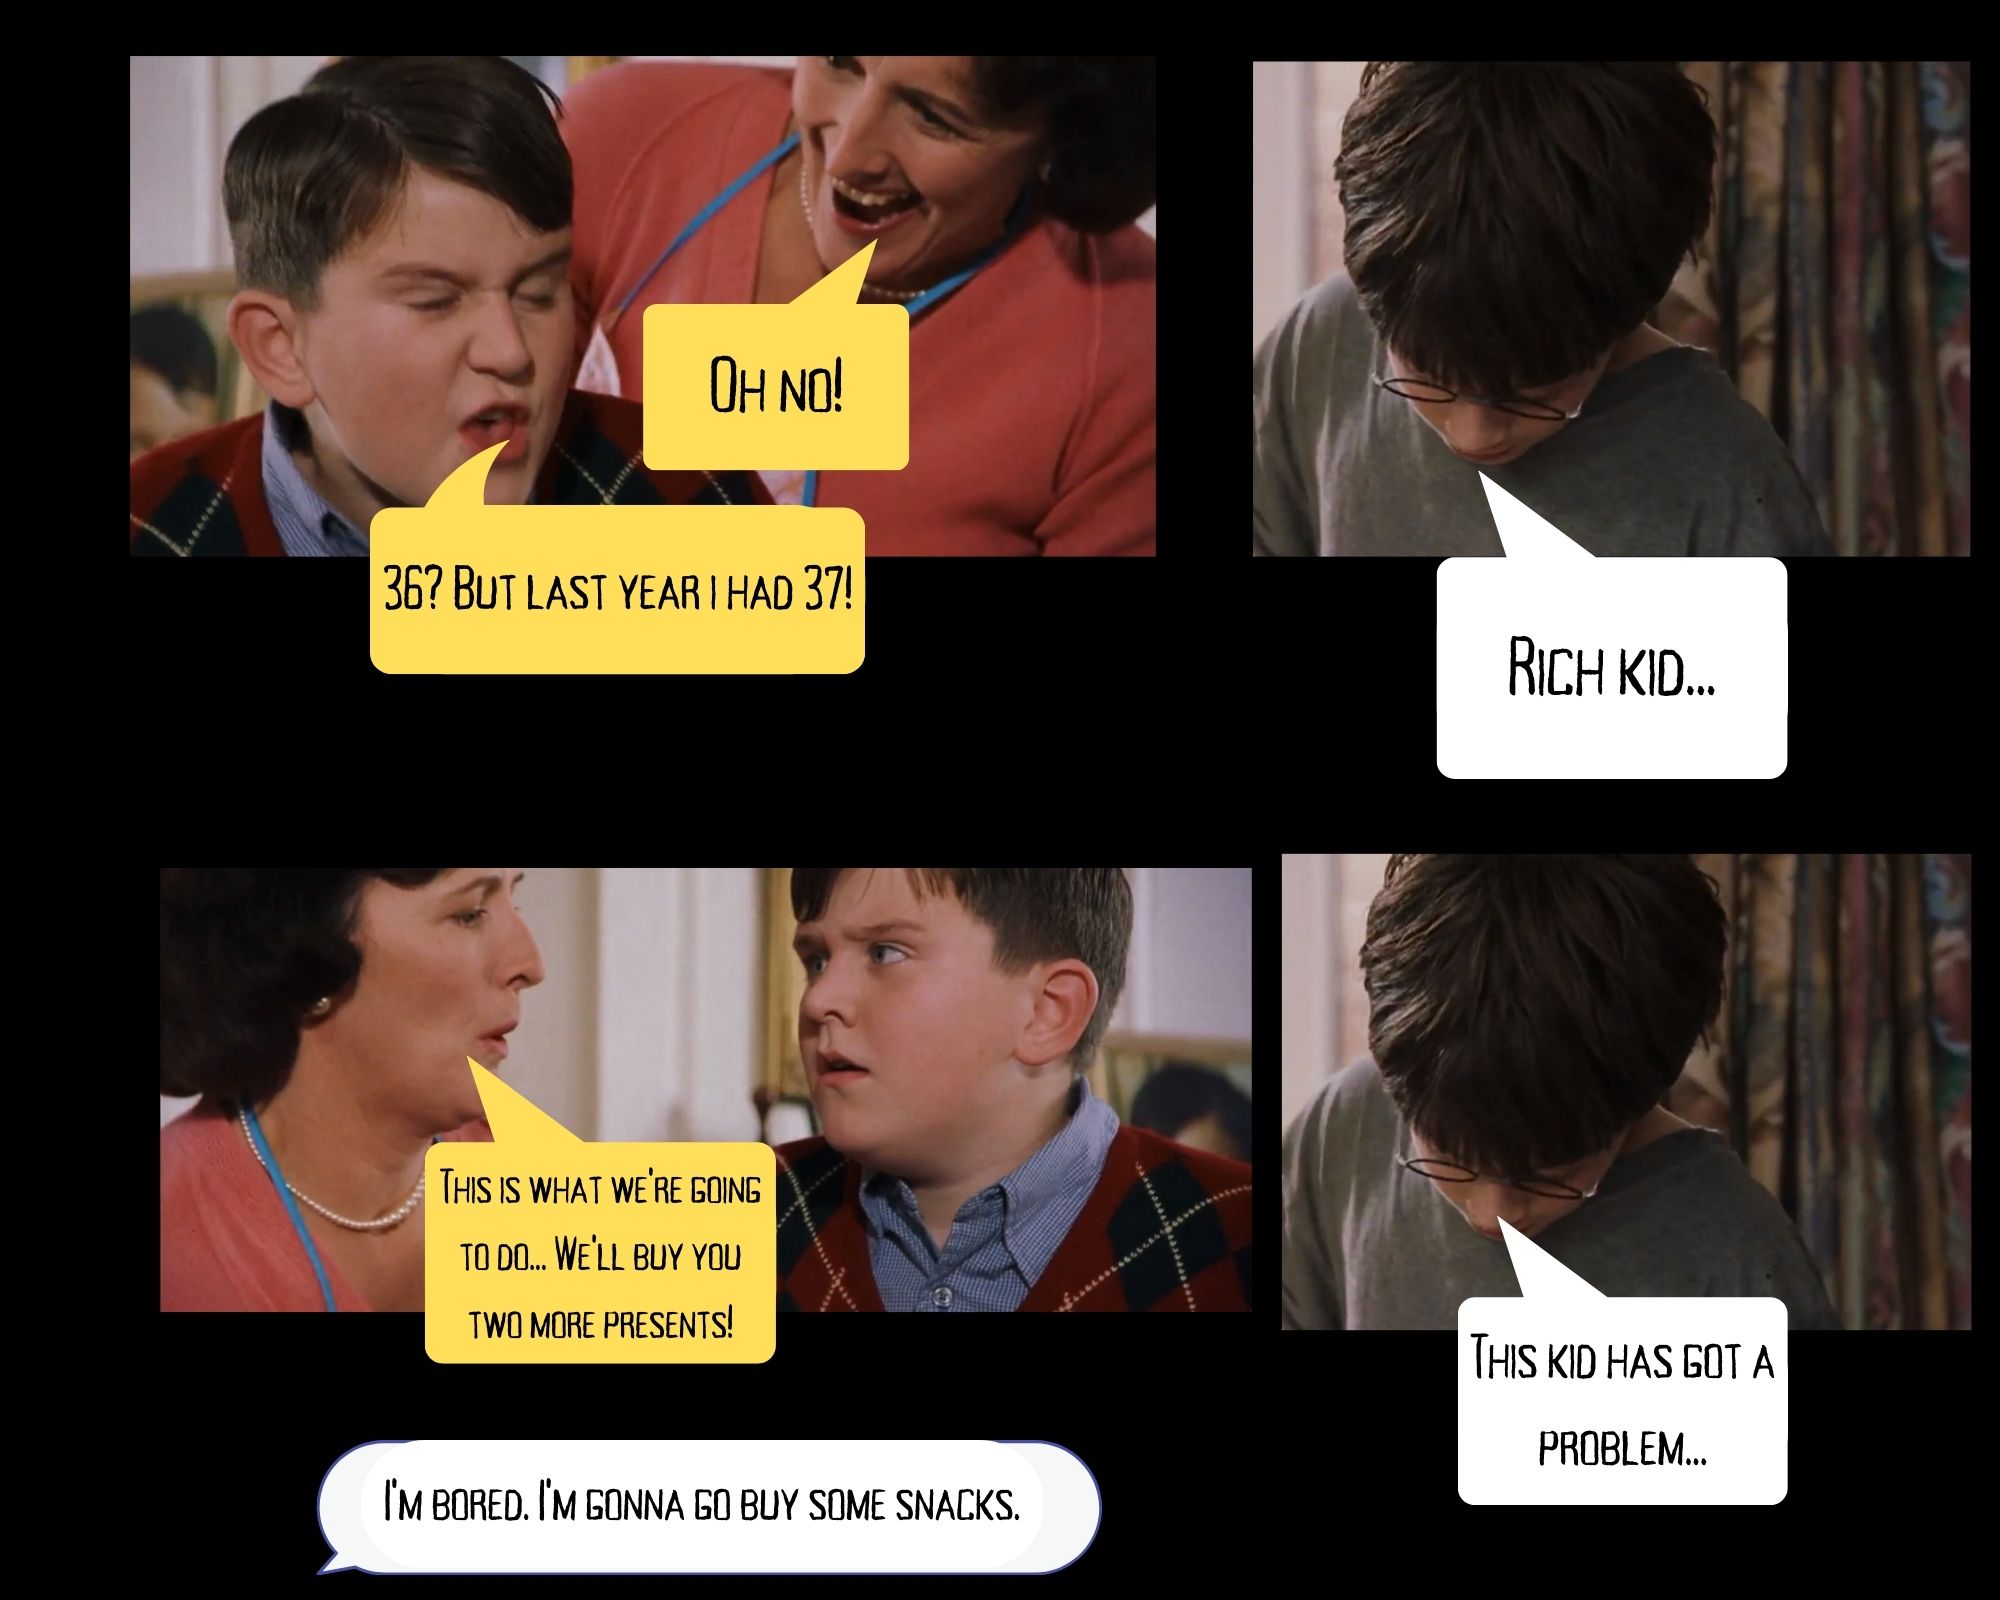 Oh no!
36? But last year i had 37!
Rich kid...
This is what we're going
to do... We'll buy you
two more presents!
This kid has got a
problem...
I'm bored. I'm gonna go buy some snacks.